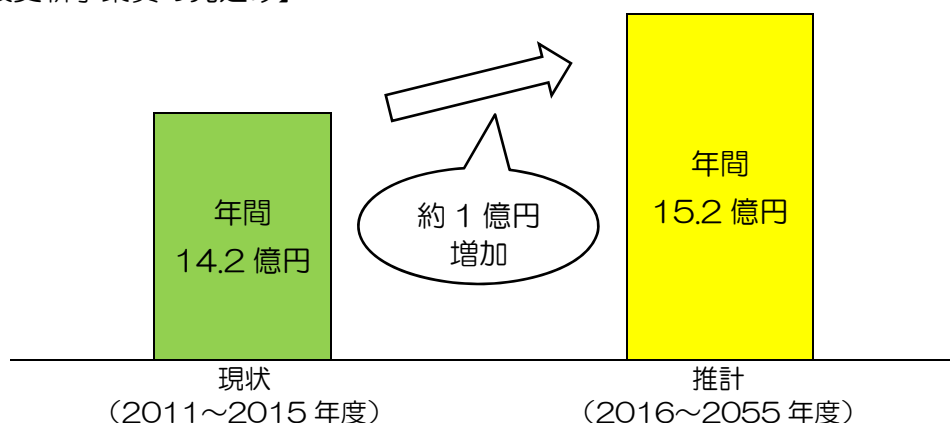 年間
14.2 億円
約 1 億円
増加
年間
15.2 億円
現状
（2011～2015 年度）
推計
（2016～2055 年度）